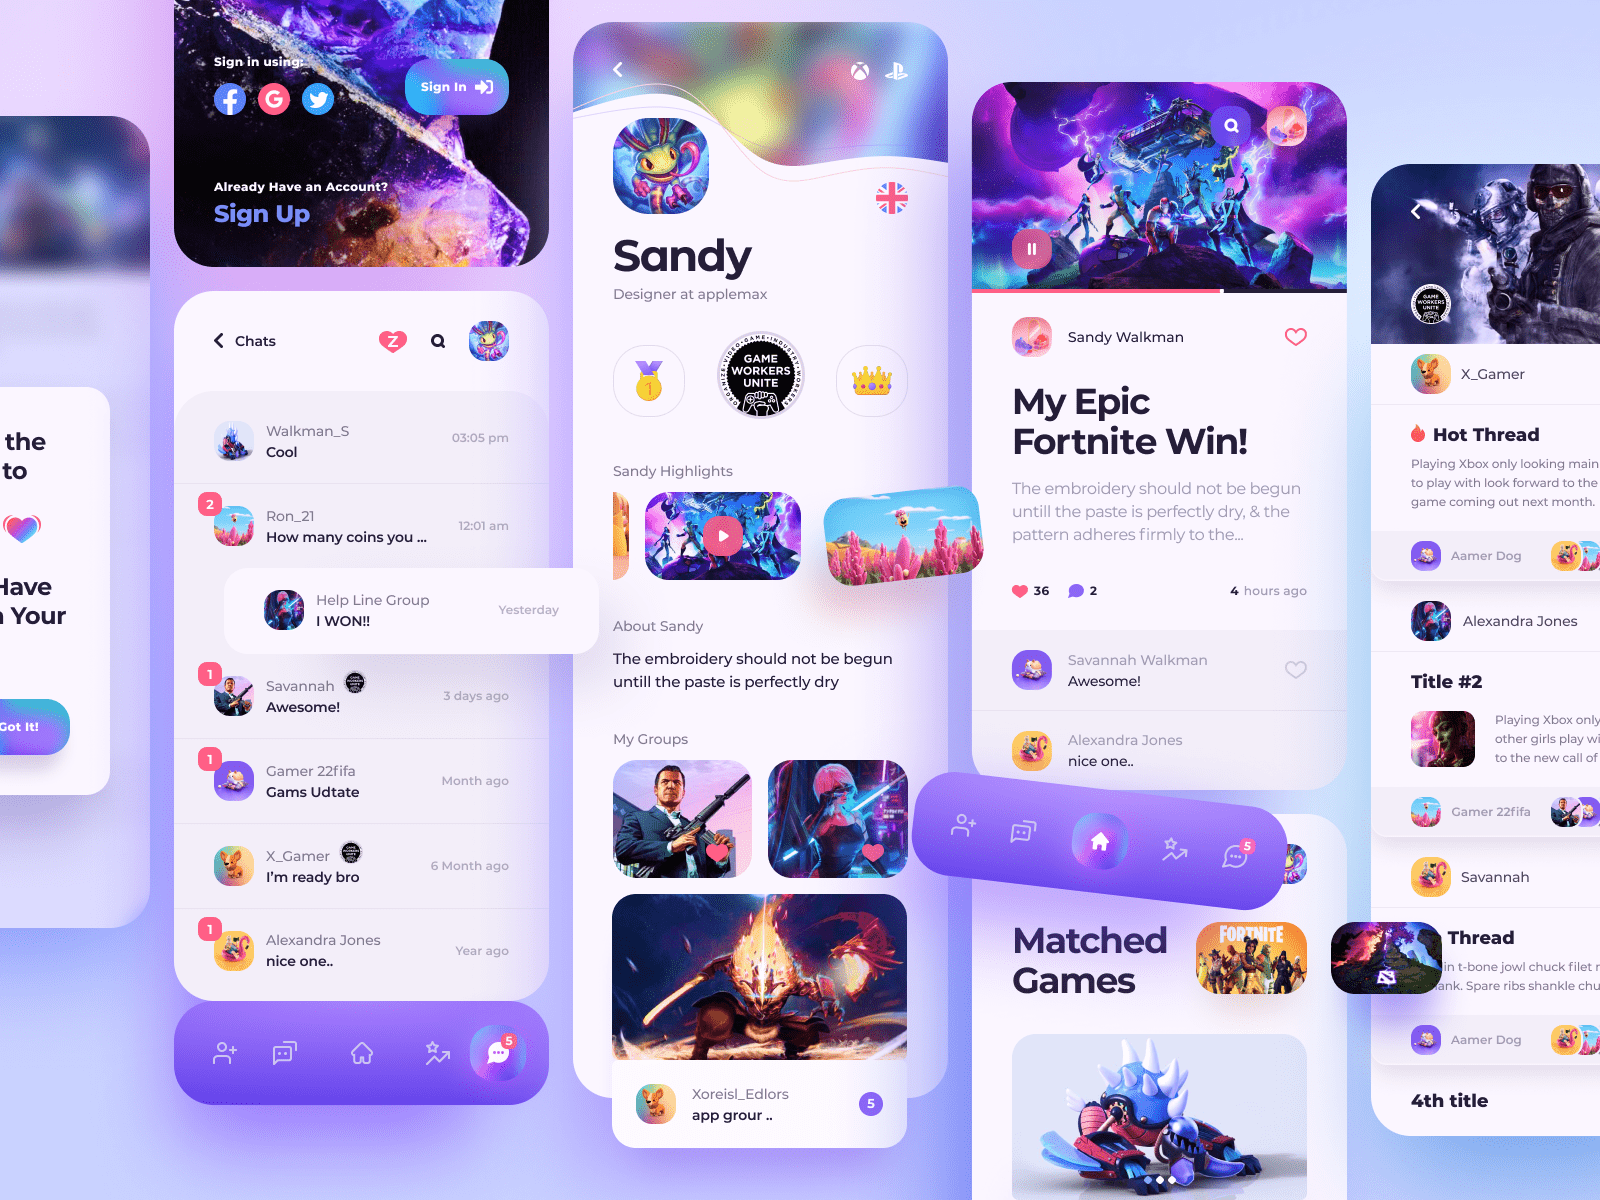 the
to
Have
Your
Got It!
Sign in using:
Sign In
Already Have an Account?
Sign Up
Chats
Z
Walkman_S
03:05 pm
Cool
2
Ron_21
12:01 am
How many coins you ...
Help Line Group
Yesterday
I WON!!
1
Savannah
3 days ago
Awesome!
1
Gamer 22fifa
Month ago
Gams Udtate
X_Gamer
6 Month ago
I'm ready bro
1
Alexandra Jones
Year ago
nice one..
5
Sandy
Designer at applemax
1
ORGANIZE · VIDEO · GAME · INDUSTRY · WORKERS
GAME
WORKERS
UNITE
Sandy Highlights
About Sandy
The embroidery should not be begun
untill the paste is perfectly dry
My Groups
Xoreisl_Edlors
app grour ..
5
Sandy Walkman
My Epic
Fortnite Win!
The embroidery should not be begun
untill the paste is perfectly dry, & the
pattern adheres firmly to the...
36
2
4 hours ago
Savannah Walkman
Awesome!
Alexandra Jones
nice one..
5
Matched
Games
FORTNITE
GAME
WORKERS
UNITE
X_Gamer
Hot Thread
Playing Xbox only looking main
to play with look forward to the
game coming out next month.
Aamer Dog
Alexandra Jones
Title #2
Playing Xbox only
other girls play wi
to the new call of
Gamer 22fifa
Savannah
Thread
in t-bone jowl chuck filet
ank. Spare ribs shankle chu
Aamer Dog
4th title